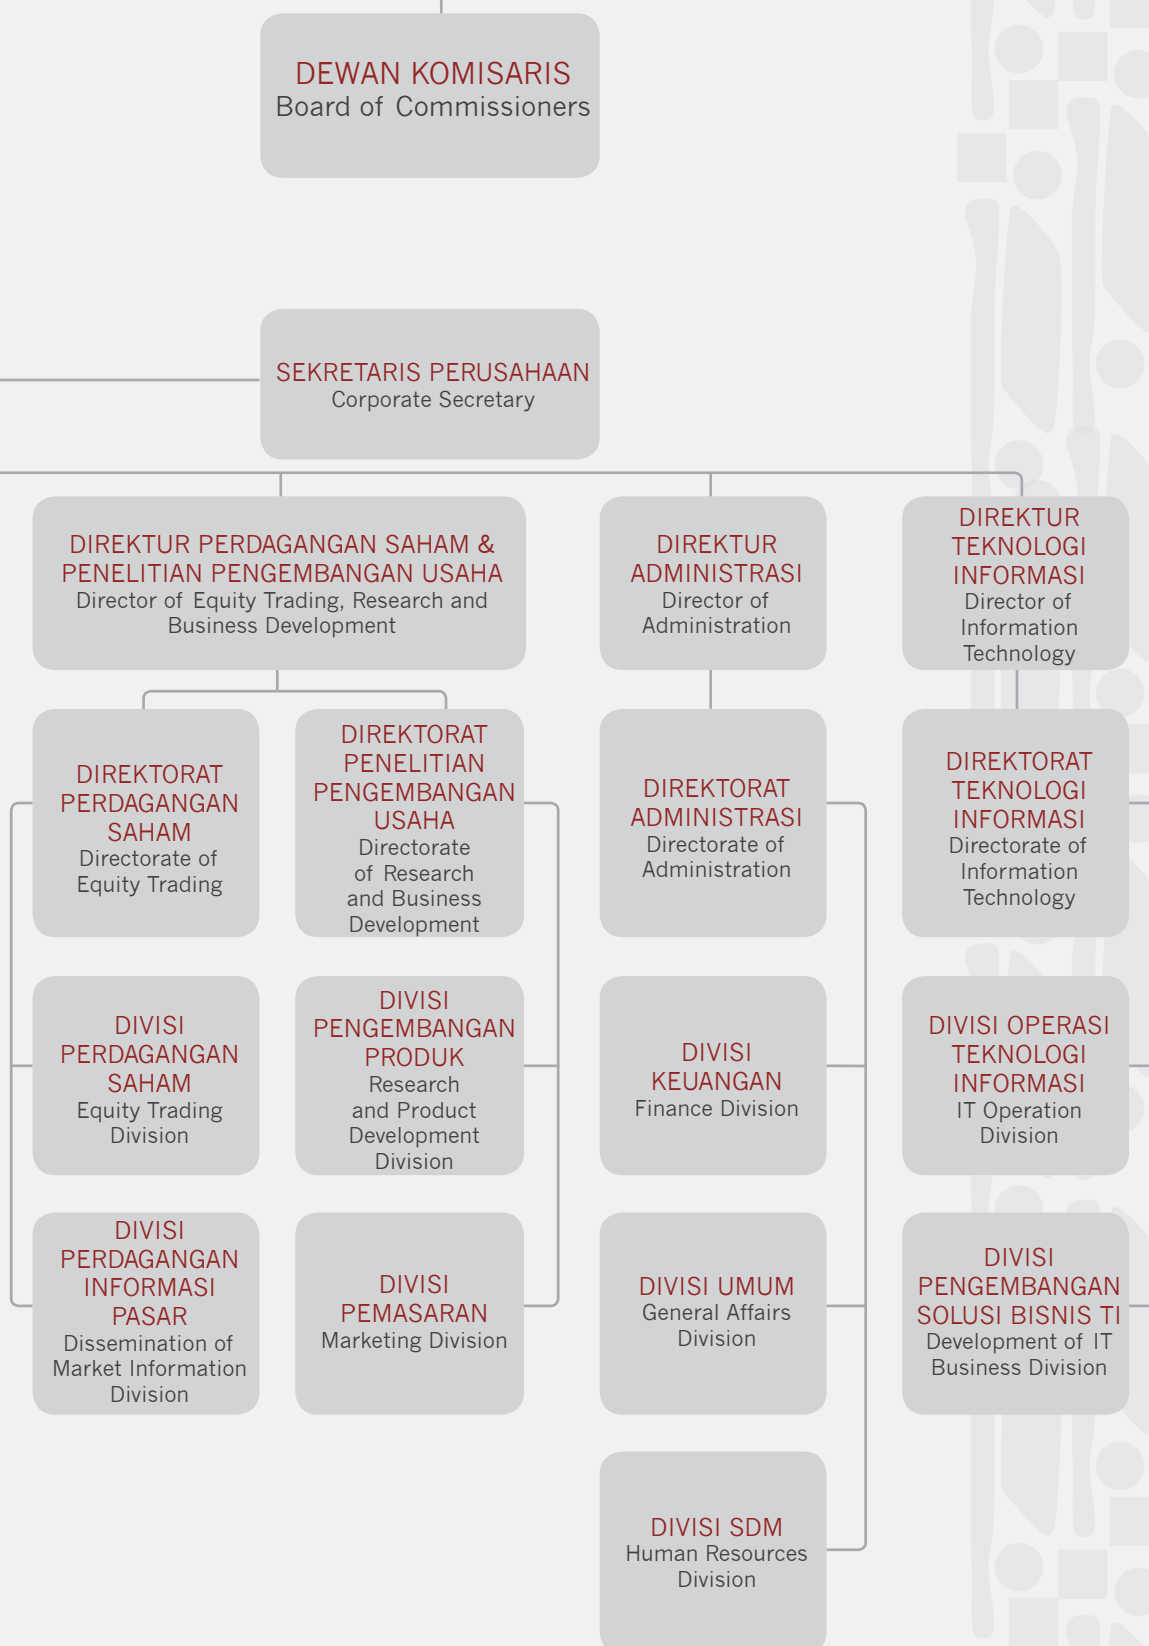 DEWAN KOMISARIS
Board of Commissioners
SEKRETARIS PERUSAHAAN
Corporate Secretary
DIREKTUR PERDAGANGAN SAHAM &
PENELITIAN PENGEMBANGAN USAHA
Director of Equity Trading, Research and
Business Development
DIREKTUR
ADMINISTRASI
Director of
Administration
DIREKTUR
TEKNOLOGI
INFORMASI
Director of
Information
Technology
DIREKTORAT
PERDAGANGAN
SAHAM
Directorate of
Equity Trading
DIREKTORAT
PENELITIAN
PENGEMBANGAN
USAHA
Directorate
of Research
and Business
Development
DIREKTORAT
ADMINISTRASI
Directorate of
Administration
DIREKTORAT
TEKNOLOGI
INFORMASI
Directorate of
Information
Technology
DIVISI
PERDAGANGAN
SAHAM
Equity Trading
Division
DIVISI
PENGEMBANGAN
PRODUK
Research
and Product
Development
Division
DIVISI
KEUANGAN
Finance Division
DIVISI OPERASI
TEKNOLOGI
INFORMASI
IT Operation
Division
DIVISI
PERDAGANGAN
INFORMASI
PASAR
Dissemination of
Market Information
Division
DIVISI
PEMASARAN
Marketing Division
DIVISI UMUM
General Affairs
Division
DIVISI
PENGEMBANGAN
SOLUSI BISNIS TI
Development of IT
Business Division
DIVISI SDM
Human Resources
Division